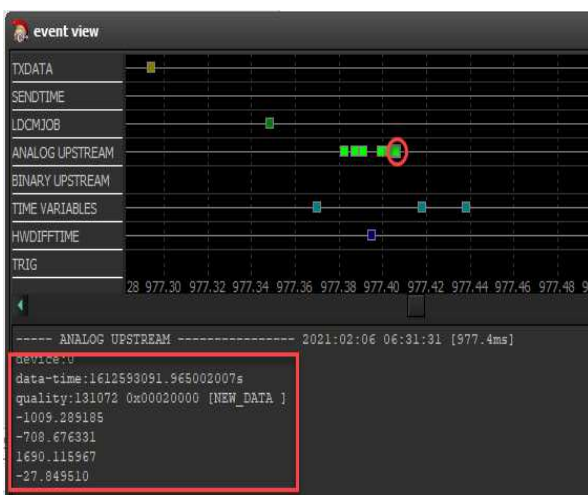 event view
TXDATA
SENDTIME
LDCMJOB
ANALOG UPSTREAM
BINARY UPSTREAM
TIME VARIABLES
HWDIFFTIME
TRIG
28 977.30 977.32 977.34 977.36 977.38 977.40 977.42 977.44 977.46 977.48 9
----- ANALOG UPSTREAM ---------------- 2021:02:06 06:31:31 [977.4ms]
device:0
data-time:1612593091.965002007s
quality:131072 0x00020000 [NEW_DATA ]
-1009.289185
-708.676331
1690.115967
-27.849510